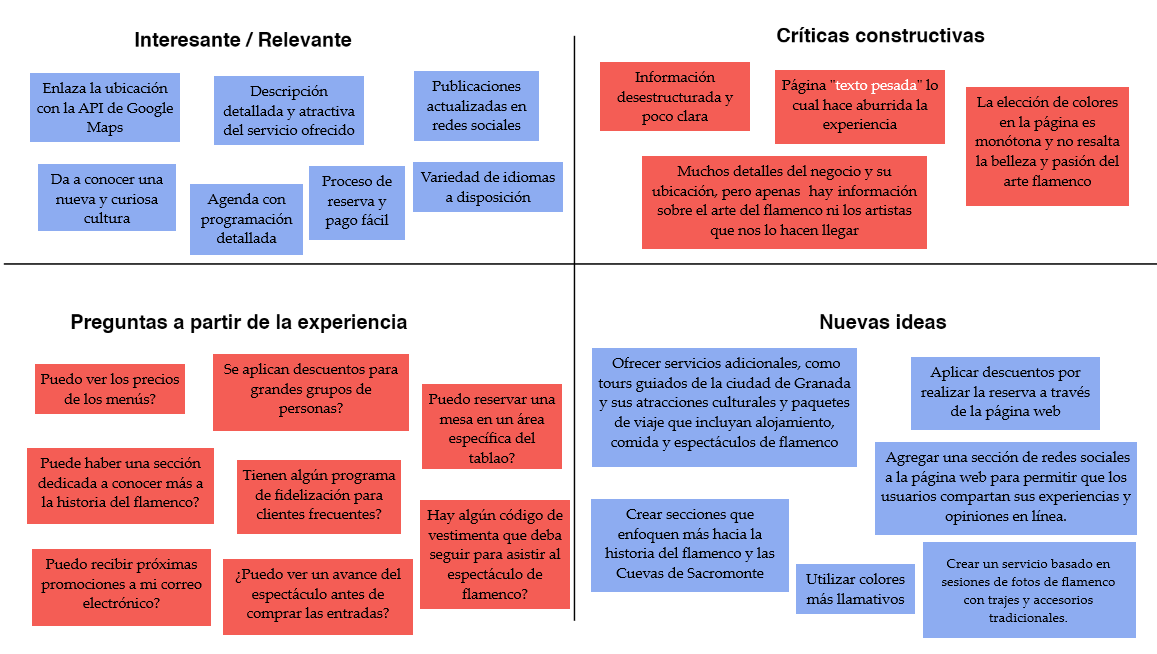 Interesante / Relevante
Enlaza la ubicación
con la API de Google
Maps
Descripción
detallada y atractiva
del servicio ofrecido
Publicaciones
actualizadas en
redes sociales
Da a conocer una
nueva y curiosa
cultura
Agenda con
programación
detallada
Proceso de
reserva y
pago fácil
Variedad de idiomas
a disposición
Críticas constructivas
Información
desestructurada y
poco clara
Página "texto pesada" lo
cual hace aburrida la
experiencia
La elección de colores
en la página es
monótona y no resalta
la belleza y pasión del
arte flamenco
Muchos detalles del negocio y su
ubicación, pero apenas hay información
sobre el arte del flamenco ni los artistas
que nos lo hacen llegar
Preguntas a partir de la experiencia
Puedo ver los precios
de los menús?
Se aplican descuentos para
grandes grupos de
personas?
Puedo reservar una
mesa en un área
específica del
tablao?
Puede haber una sección
dedicada a conocer más a
la historia del flamenco?
Tienen algún programa
de fidelización para
clientes frecuentes?
Hay algún código de
vestimenta que deba
seguir para asistir al
espectáculo de
flamenco?
Puedo recibir próximas
promociones a mi correo
electrónico?
¿Puedo ver un avance del
espectáculo antes de
comprar las entradas?
Nuevas ideas
Ofrecer servicios adicionales, como
tours guiados de la ciudad de Granada
y sus atracciones culturales y paquetes
de viaje que incluyan alojamiento,
comida y espectáculos de flamenco
Aplicar descuentos por
realizar la reserva a través
de la página web
Agregar una sección de redes sociales
a la página web para permitir que los
usuarios compartan sus experiencias y
opiniones en línea.
Crear secciones que
enfoquen más hacia la
historia del flamenco y las
Cuevas de Sacromonte
Utilizar colores
más llamativos
Crear un servicio basado en
sesiones de fotos de flamenco
con trajes y accesorios
tradicionales.